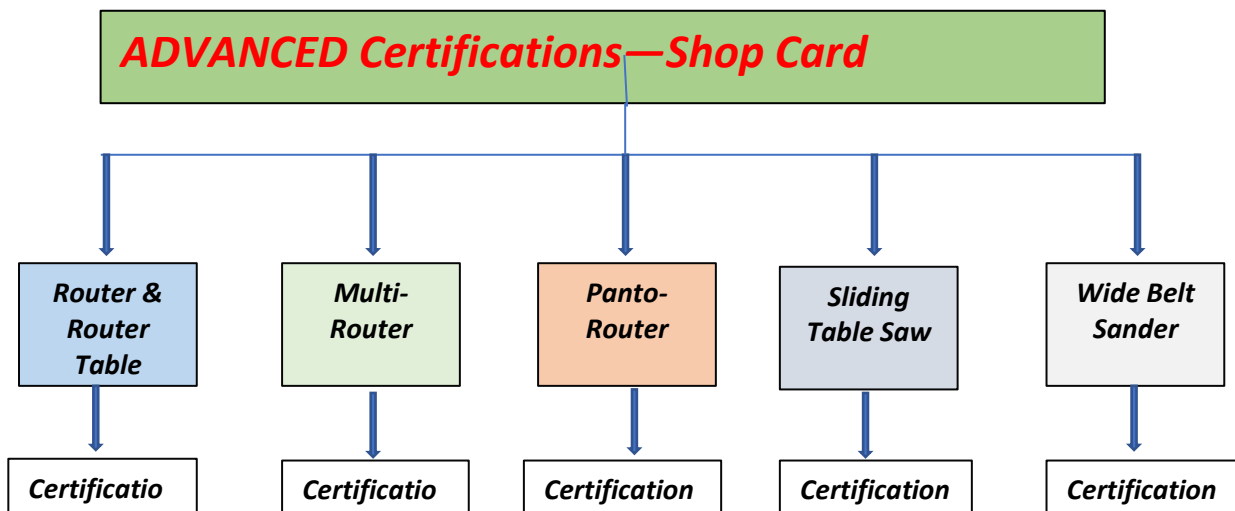 ADVANCED Certifications—Shop Card
Router &
Router
Table
Multi-
Router
Panto-
Router
Sliding
Table Saw
Wide Belt
Sander
Certificatio
Certificatio
Certification
Certification
Certification